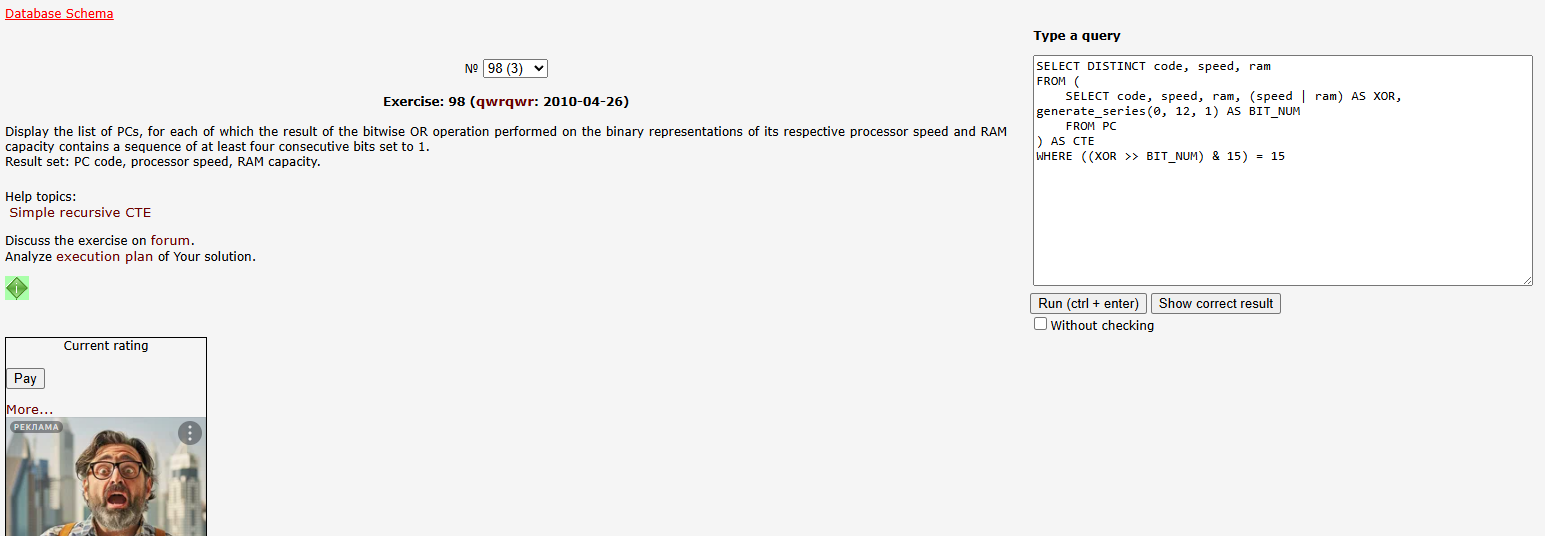 Database Schema
№ 98 (3)
Exercise: 98 (qwrqwr: 2010-04-26)
Display the list of PCs, for each of which the result of the bitwise OR operation performed on the binary representations of its respective processor speed and RAM
capacity contains a sequence of at least four consecutive bits set to 1.
Result set: PC code, processor speed, RAM capacity.
Help topics:
Simple recursive CTE
Discuss the exercise on forum.
Analyze execution plan of Your solution.
Current rating
Pay
More...
РЕКЛАМА
Type a query
SELECT DISTINCT code, speed, ram
FROM (
    SELECT code, speed, ram, (speed | ram) AS XOR,
generate_series(0, 12, 1) AS BIT_NUM
    FROM PC
) AS CTE
WHERE ((XOR >> BIT_NUM) & 15) = 15
Run (ctrl + enter) Show correct result
Without checking